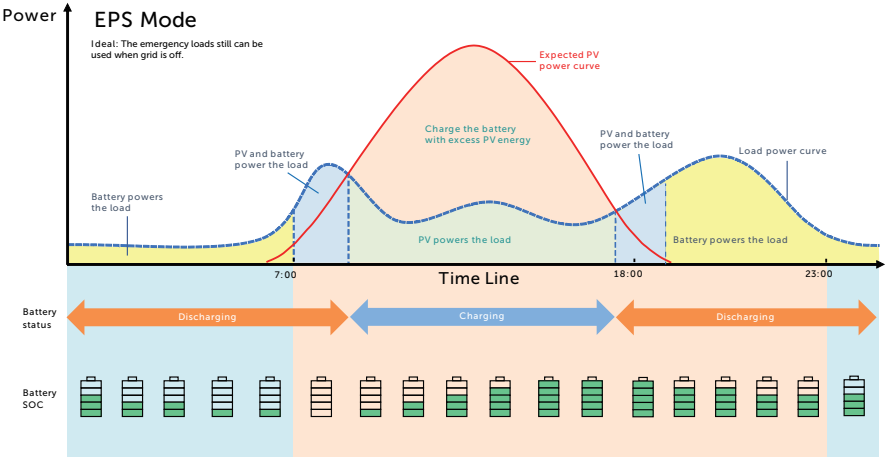 Power
EPS Mode
Ideal: The emergency loads still can be
used when grid is off.
Expected PV
power curve
Charge the battery
with excess PV energy
PV and battery
power the load
PV and battery
power the load
Load power curve
Battery powers
the load
PV powers the load
Battery powers the load
7:00
Time Line
18:00
23:00
Battery
status
Discharging
Charging
Discharging
Battery
SOC